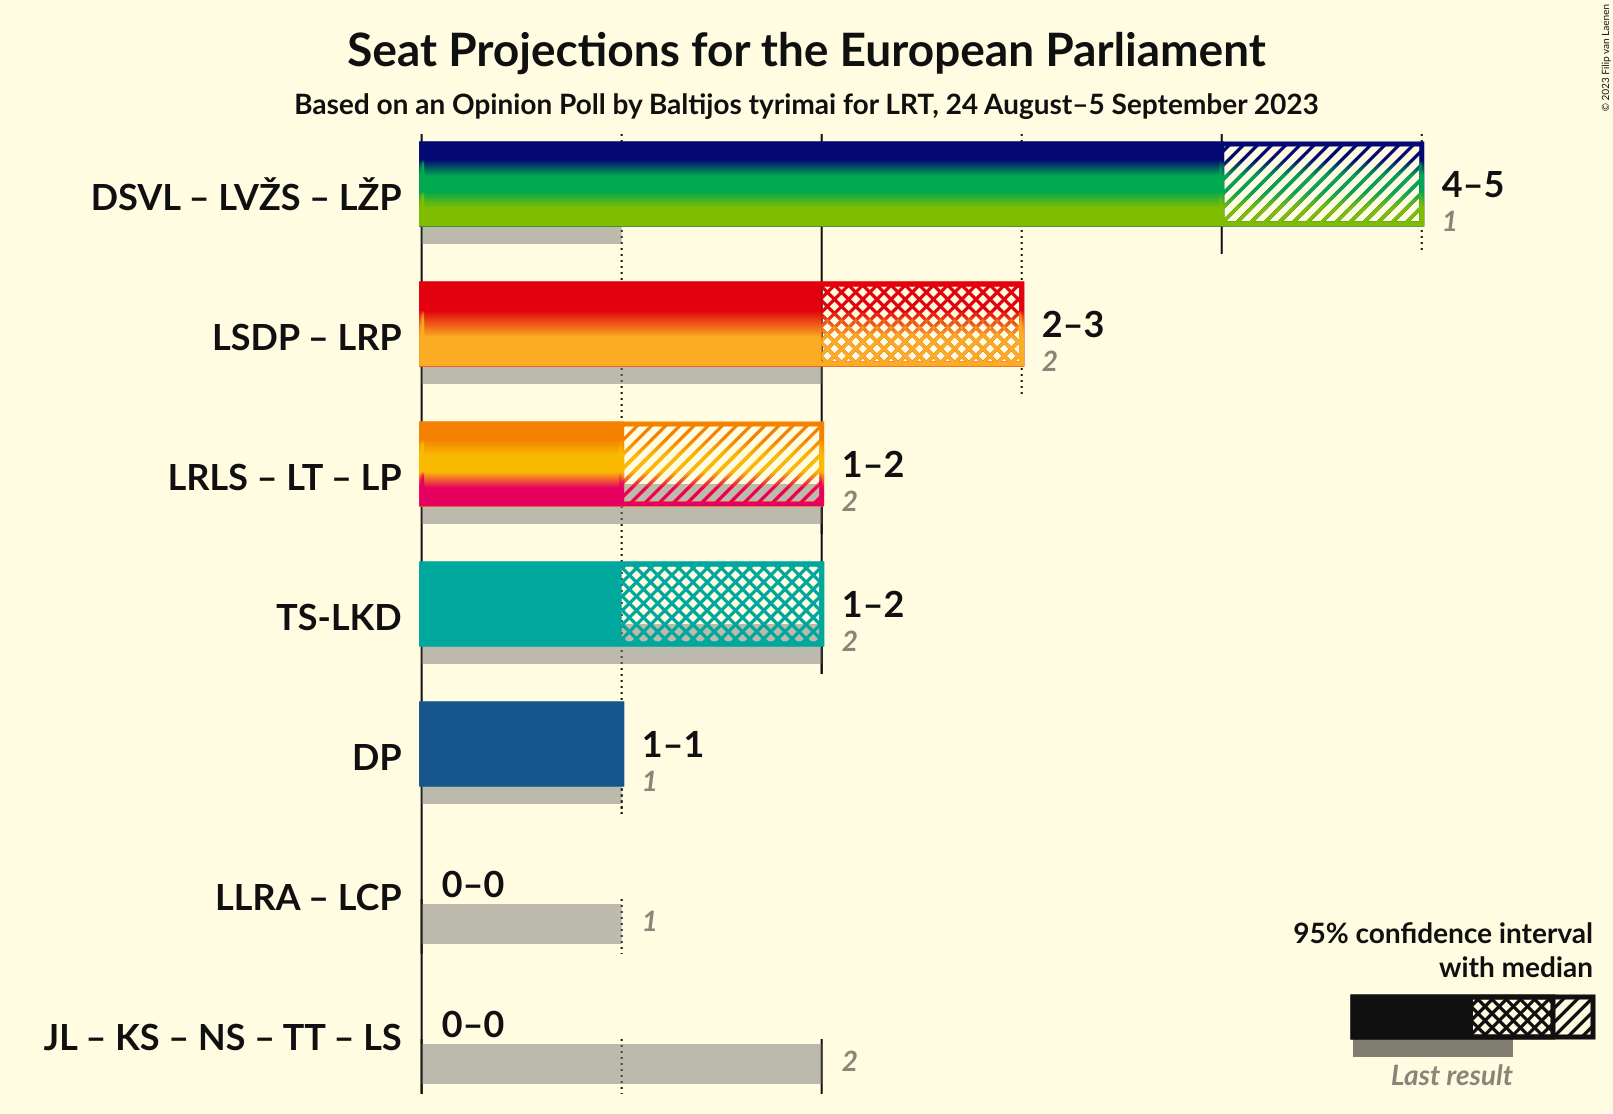 Seat Projections for the European Parliament
Based on an Opinion Poll by Baltijos tyrimai for LRT, 24 August–5 September 2023
© 2023 Filip van Laenen
DSVL – LVŽS – LŽP
4–5
1
LSDP – LRP
2–3
2
LRLS – LT – LP
1–2
2
TS-LKD
1–2
2
DP
1–1
1
LLRA – LCP
0–0
1
JL – KS – NS – TT – LS
0–0
2
95% confidence interval
with median
Last result